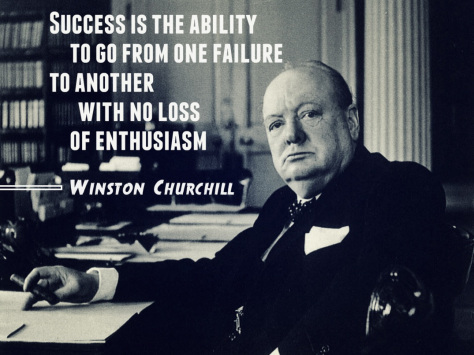 SUCCESS IS THE ABILITY
TO GO FROM ONE FAILURE
TO ANOTHER
WITH NO LOSS
OF ENTHUSIASM
WINSTON CHURCHILL